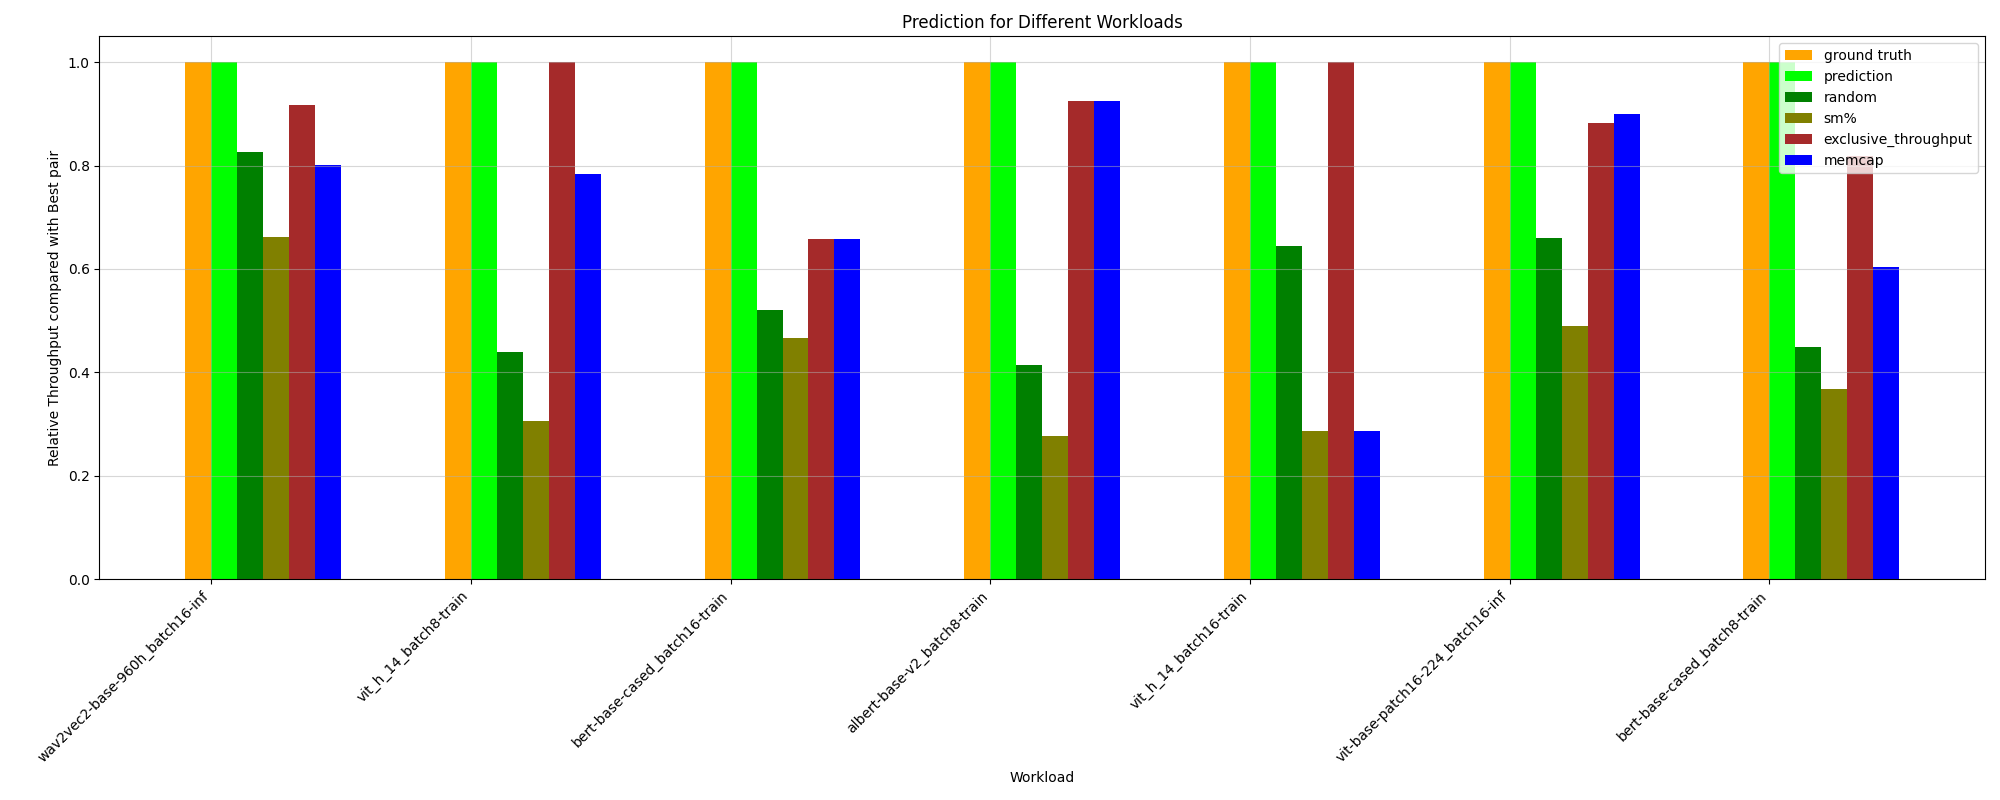 Prediction for Different Workloads
ground truth
prediction
random
sm%
exclusive_throughput
memcap
Relative Throughput compared with Best pair
1.0
0.8
0.6
0.4
0.2
0.0
wav2vec2-base-960h_batch16-inf
vit_h_14_batch8-train
bert-base-cased_batch16-train
albert-base-v2_batch8-train
vit_h_14_batch16-train
vit-base-patch16-224_batch16-inf
bert-base-cased_batch8-train
Workload